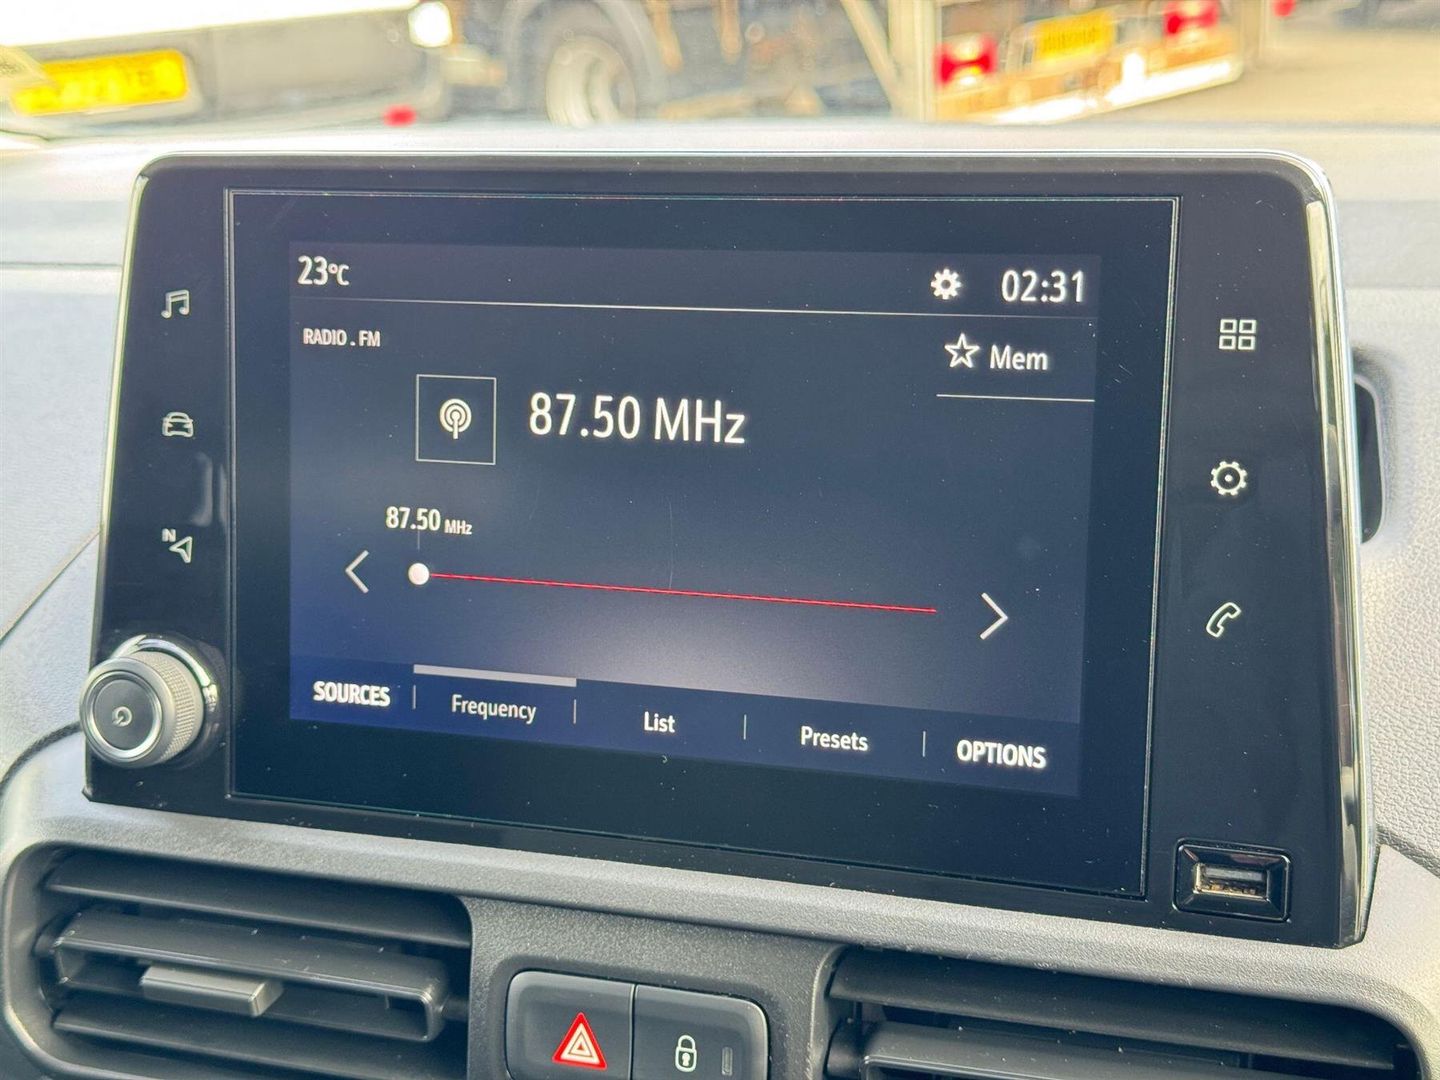 23°C
02:31
RADIO . FM
Mem
87.50 MHz
87.50 MHz
N
SOURCES
Frequency
List
Presets
OPTIONS